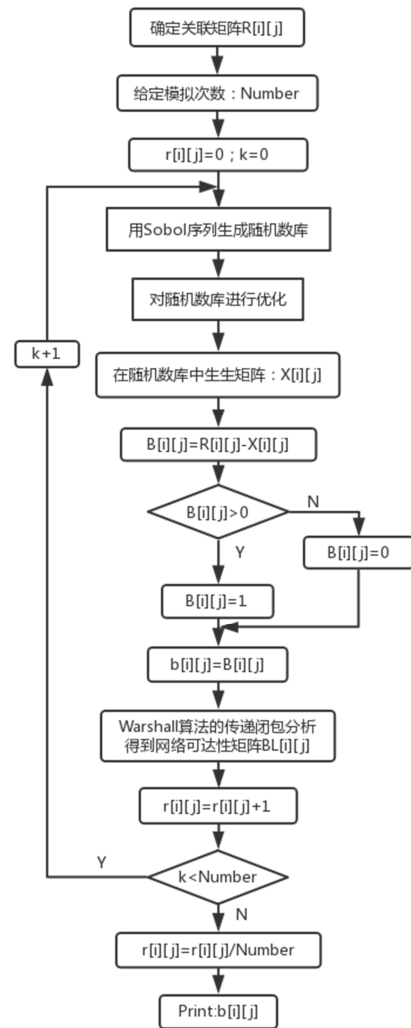 确定关联矩阵R[i][j]
给定模拟次数：Number
r[i][j]=0；k=0
用Sobol序列生成随机数库
对随机数库进行优化
k+1
在随机数库中生生矩阵：X[i][j]
B[i][j]=R[i][j]-X[i][j]
B[i][j]>0
N
B[i][j]=0
Y
B[i][j]=1
b[i][j]=B[i][j]
Warshall算法的传递闭包分析
得到网络可达性矩阵BL[i][j]
r[i][j]=r[i][j]+1
Y
k<Number
N
r[i][j]=r[i][j]/Number
Print:b[i][j]